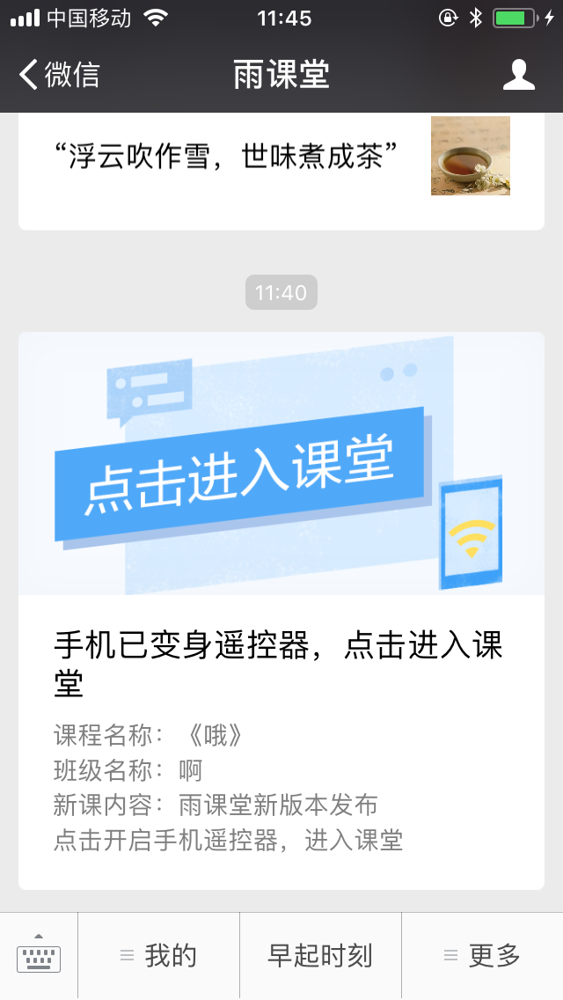 中国移动
11:45
微信
雨课堂
“浮云吹作雪，世味煮成茶”
11:40
点击进入课堂
手机已变身遥控器，点击进入课
堂
课程名称：《哦》
班级名称：啊
新课内容：雨课堂新版本发布
点击开启手机遥控器，进入课堂
我的
早起时刻
更多